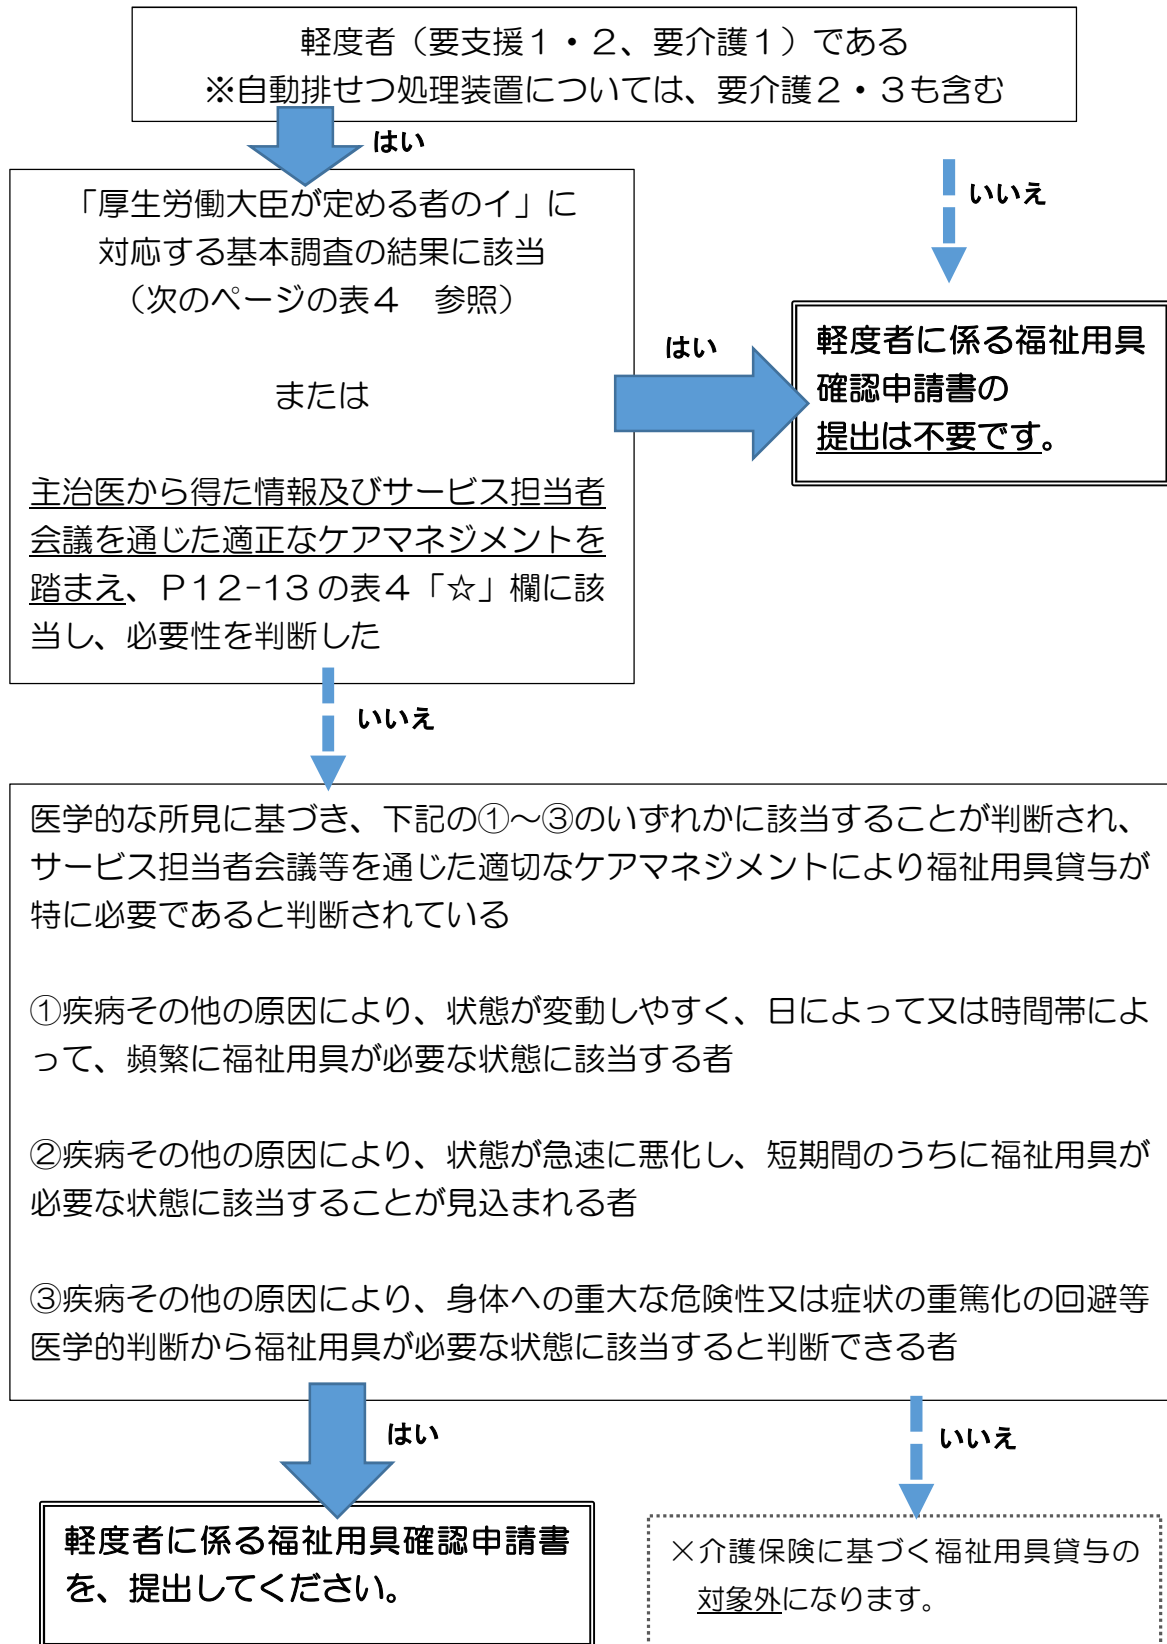 軽度者（要支援１・２、要介護１）である
※自動排せつ処理装置については、要介護２・３も含む
はい
いいえ
「厚生労働大臣が定める者のイ」に
対応する基本調査の結果に該当
（次のページの表４　参照）
または
主治医から得た情報及びサービス担当者
会議を通じた適正なケアマネジメントを
踏まえ、Ｐ１２-１３の表４「☆」欄に該
当し、必要性を判断した
はい
軽度者に係る福祉用具
確認申請書の
提出は不要です。
いいえ
医学的な所見に基づき、下記の①～③のいずれかに該当することが判断され、
サービス担当者会議等を通じた適切なケアマネジメントにより福祉用具貸与が
特に必要であると判断されている
①疾病その他の原因により、状態が変動しやすく、日によって又は時間帯によ
って、頻繁に福祉用具が必要な状態に該当する者
②疾病その他の原因により、状態が急速に悪化し、短期間のうちに福祉用具が
必要な状態に該当することが見込まれる者
③疾病その他の原因により、身体への重大な危険性又は症状の重篤化の回避等
医学的判断から福祉用具が必要な状態に該当すると判断できる者
はい
いいえ
軽度者に係る福祉用具確認申請書
を、提出してください。
×介護保険に基づく福祉用具貸与の
対象外になります。